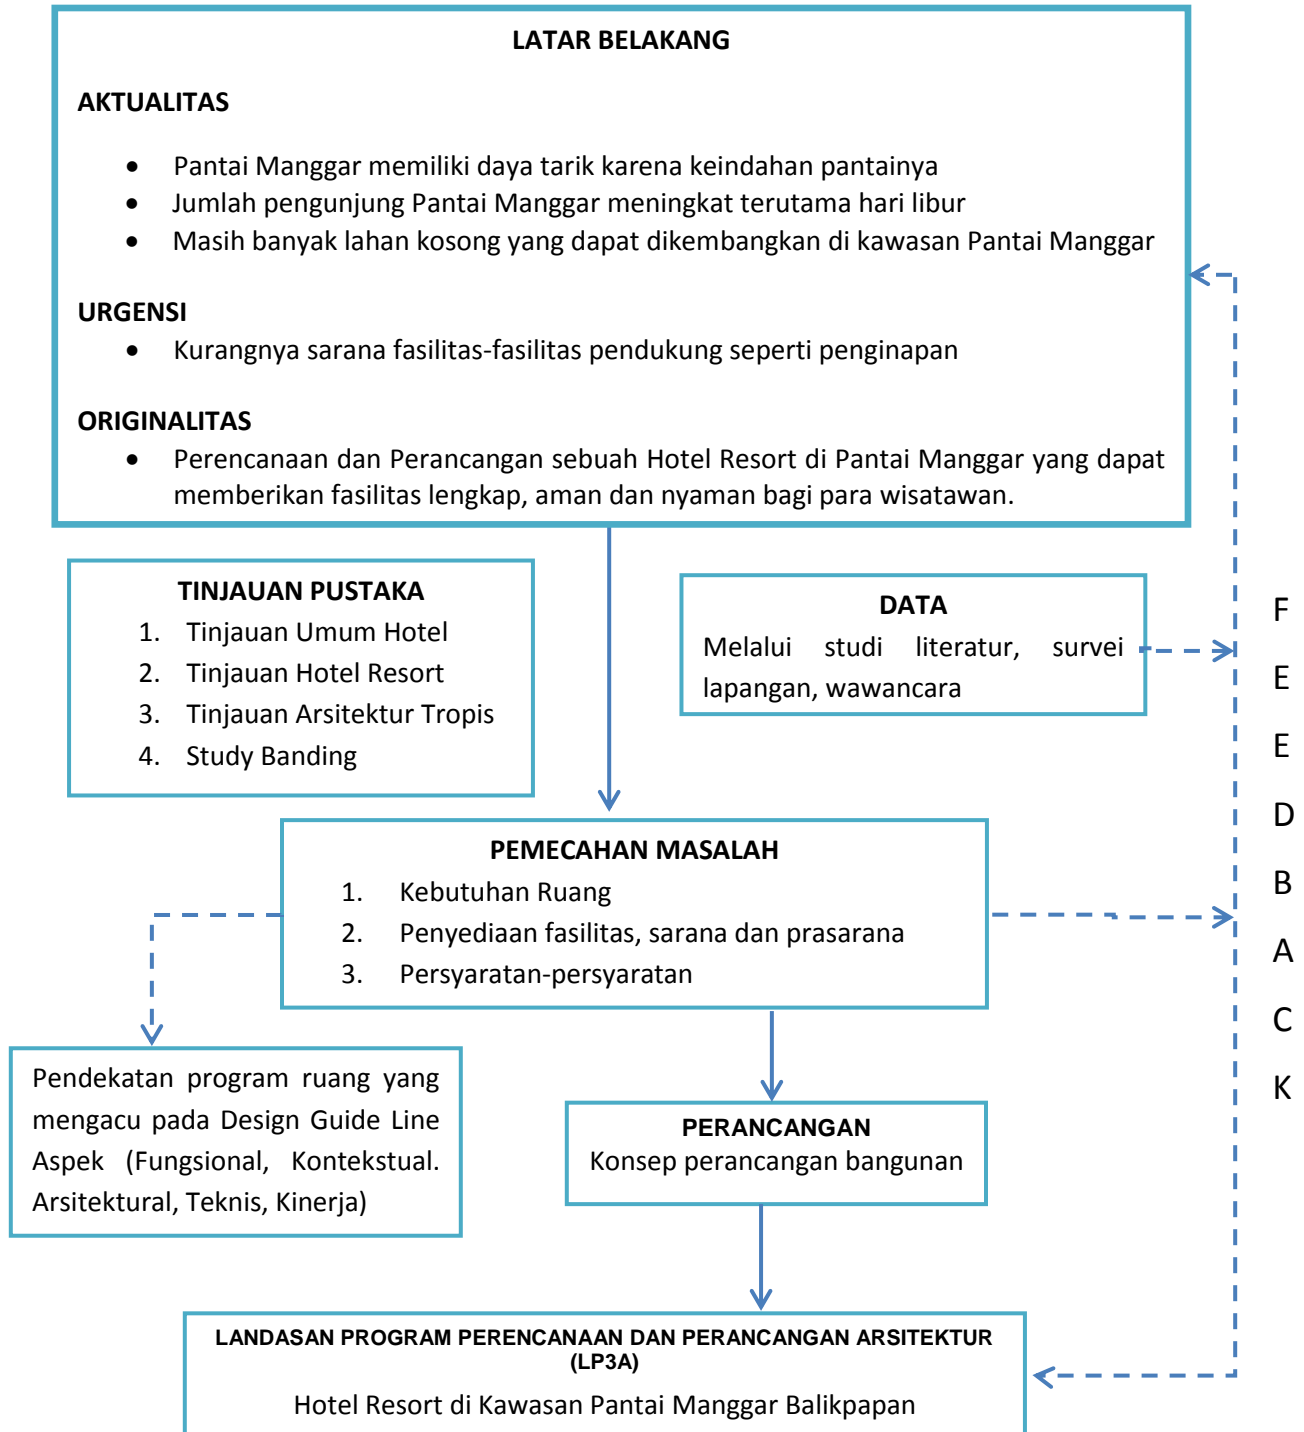 LATAR BELAKANG
AKTUALITAS
• Pantai Manggar memiliki daya tarik karena keindahan pantainya
• Jumlah pengunjung Pantai Manggar meningkat terutama hari libur
• Masih banyak lahan kosong yang dapat dikembangkan di kawasan Pantai Manggar
URGENSI
• Kurangnya sarana fasilitas-fasilitas pendukung seperti penginapan
ORIGINALITAS
• Perencanaan dan Perancangan sebuah Hotel Resort di Pantai Manggar yang dapat
memberikan fasilitas lengkap, aman dan nyaman bagi para wisatawan.
TINJAUAN PUSTAKA
1. Tinjauan Umum Hotel
2. Tinjauan Hotel Resort
3. Tinjauan Arsitektur Tropis
4. Study Banding
DATA
Melalui studi literatur, survei
lapangan, wawancara
PEMECAHAN MASALAH
1. Kebutuhan Ruang
2. Penyediaan fasilitas, sarana dan prasarana
3. Persyaratan-persyaratan
Pendekatan program ruang yang
mengacu pada Design Guide Line
Aspek (Fungsional, Kontekstual.
Arsitektural, Teknis, Kinerja)
PERANCANGAN
Konsep perancangan bangunan
LANDASAN PROGRAM PERENCANAAN DAN PERANCANGAN ARSITEKTUR
(LP3A)
Hotel Resort di Kawasan Pantai Manggar Balikpapan
F
E
E
D
B
A
C
K